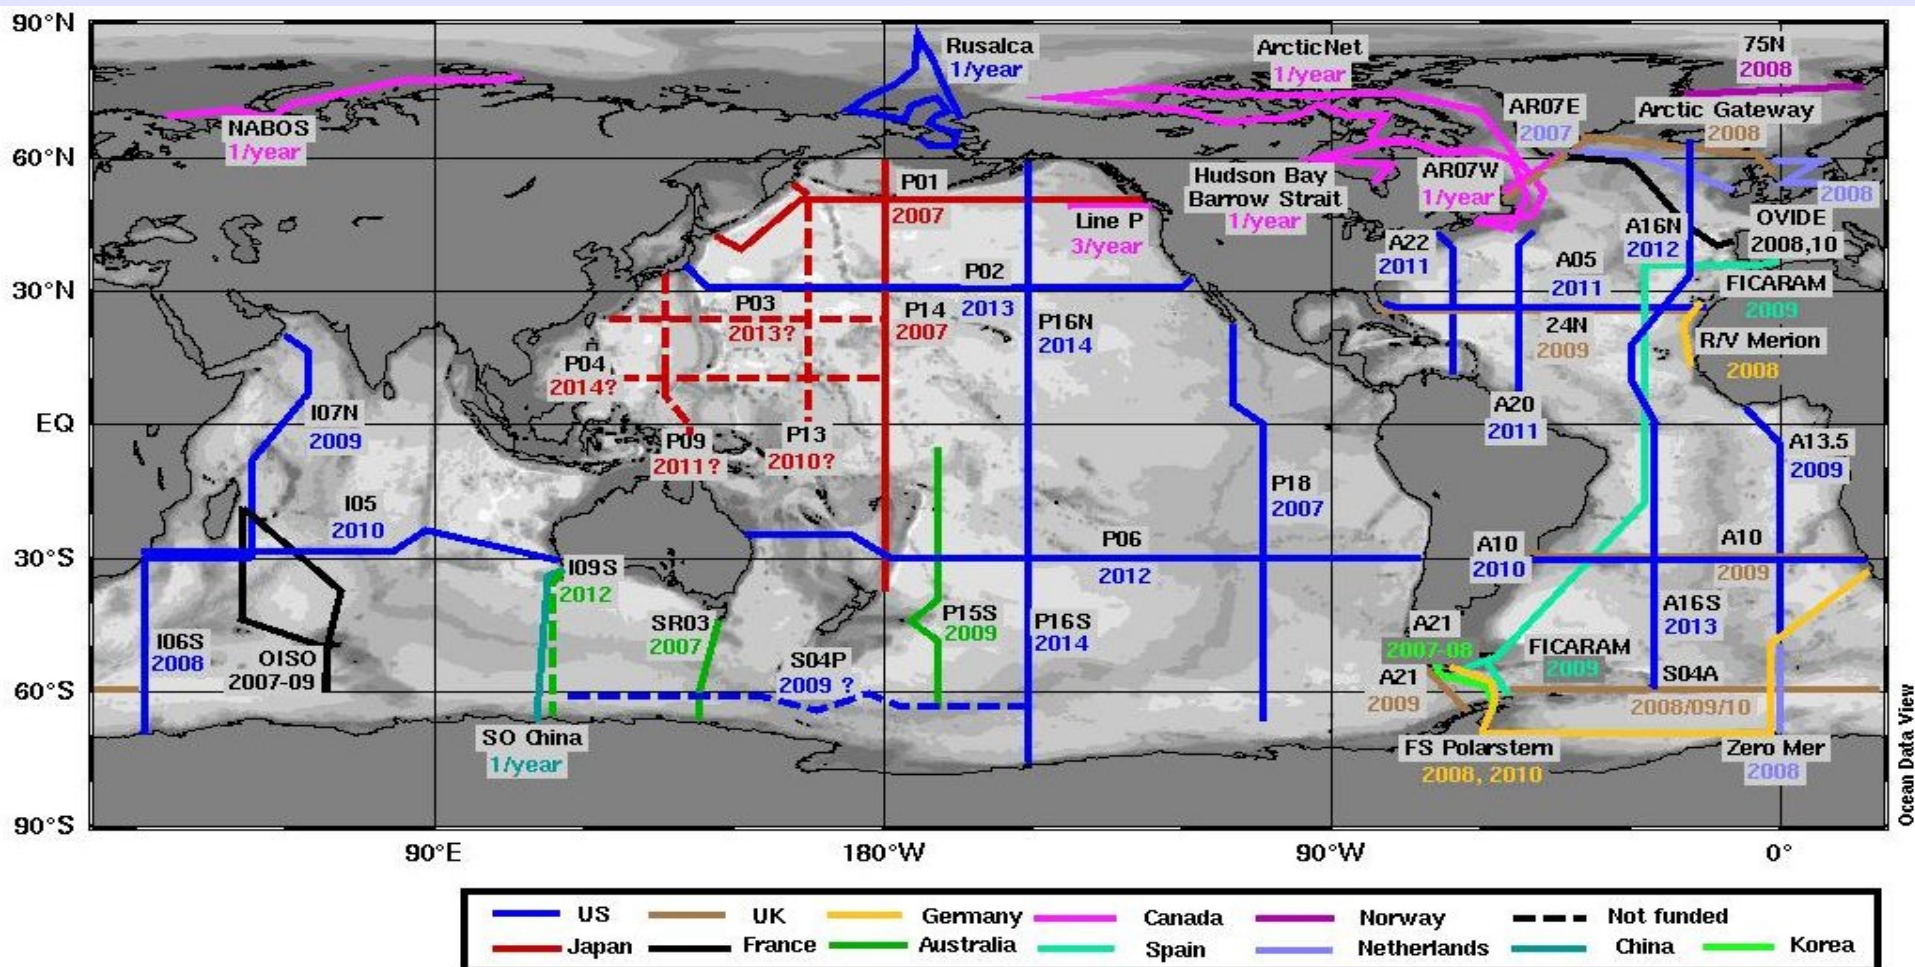 90°N
60°N
30°N
EQ
30°S
60°S
90°S
NABOS
1/year
Rusalca
1/year
ArcticNet
1/year
75N
2008
AR07E
2007
Arctic Gateway
2008
Hudson Bay
Barrow Strait
1/year
AR07W
1/year
2008
P01
2007
Line P
3/year
A22
2011
A05
2011
A16N
2012
OVIDE
2008,10
FICARAM
2009
P02
2013
P03
2013?
P14
2007
P16N
2014
24N
2009
R/V Merion
2008
P04
2014?
P09
2011?
P13
2010?
A20
2011
I07N
2009
A13.5
2009
P18
2007
I05
2010
P06
2012
A10
2010
A10
2009
I09S
2012
SR03
2007
P15S
2009
P16S
2014
A16S
2013
I06S
2008
OISO
2007-09
S04P
2009 ?
A21
2007-08
FICARAM
2009
A21
2009
S04A
2008/09/10
SO China
1/year
FS Polarstern
2008, 2010
Zero Mer
2008
90°E
180°W
90°W
0°
Ocean Data View
US
UK
Germany
Canada
Norway
Not funded
Japan
France
Australia
Spain
Netherlands
China
Korea